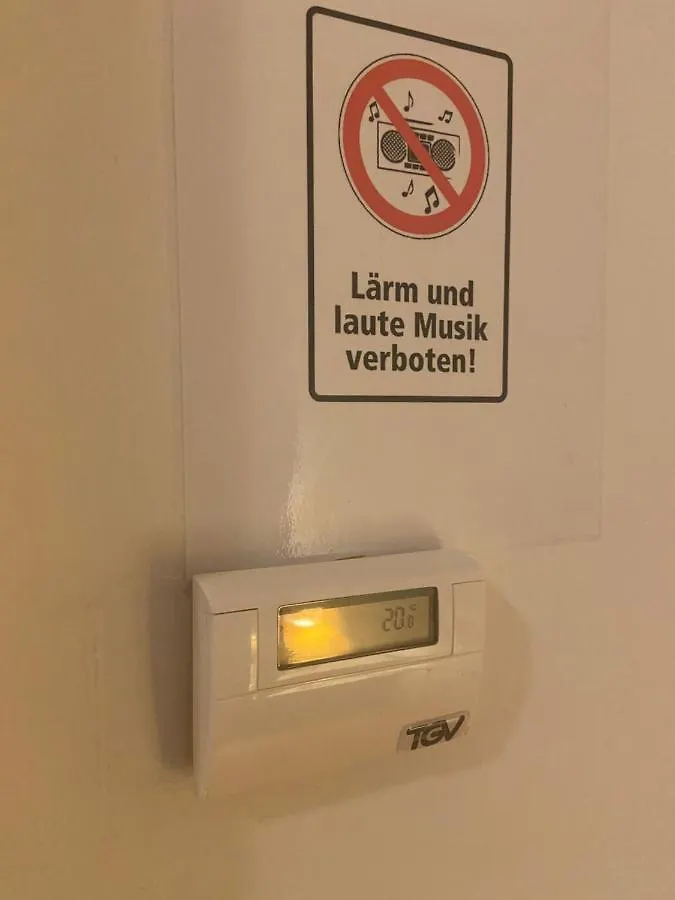 Lärm und
laute Musik
verboten!
20.0 °C
TGV